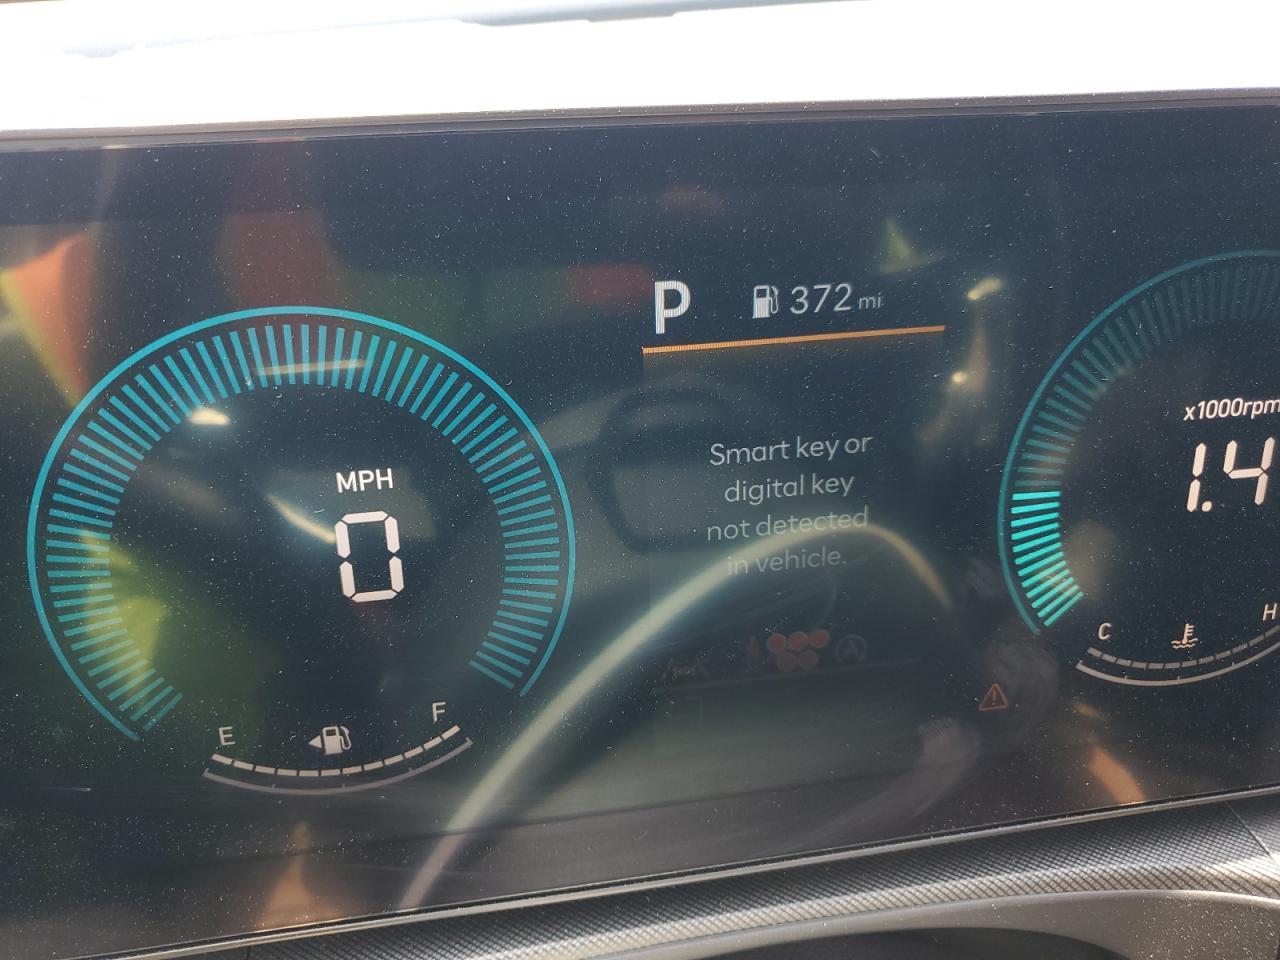 P 372 mi
x1000rpm
1.4
MPH
0
Smart key or
digital key
not detected
in vehicle.
E F
C H